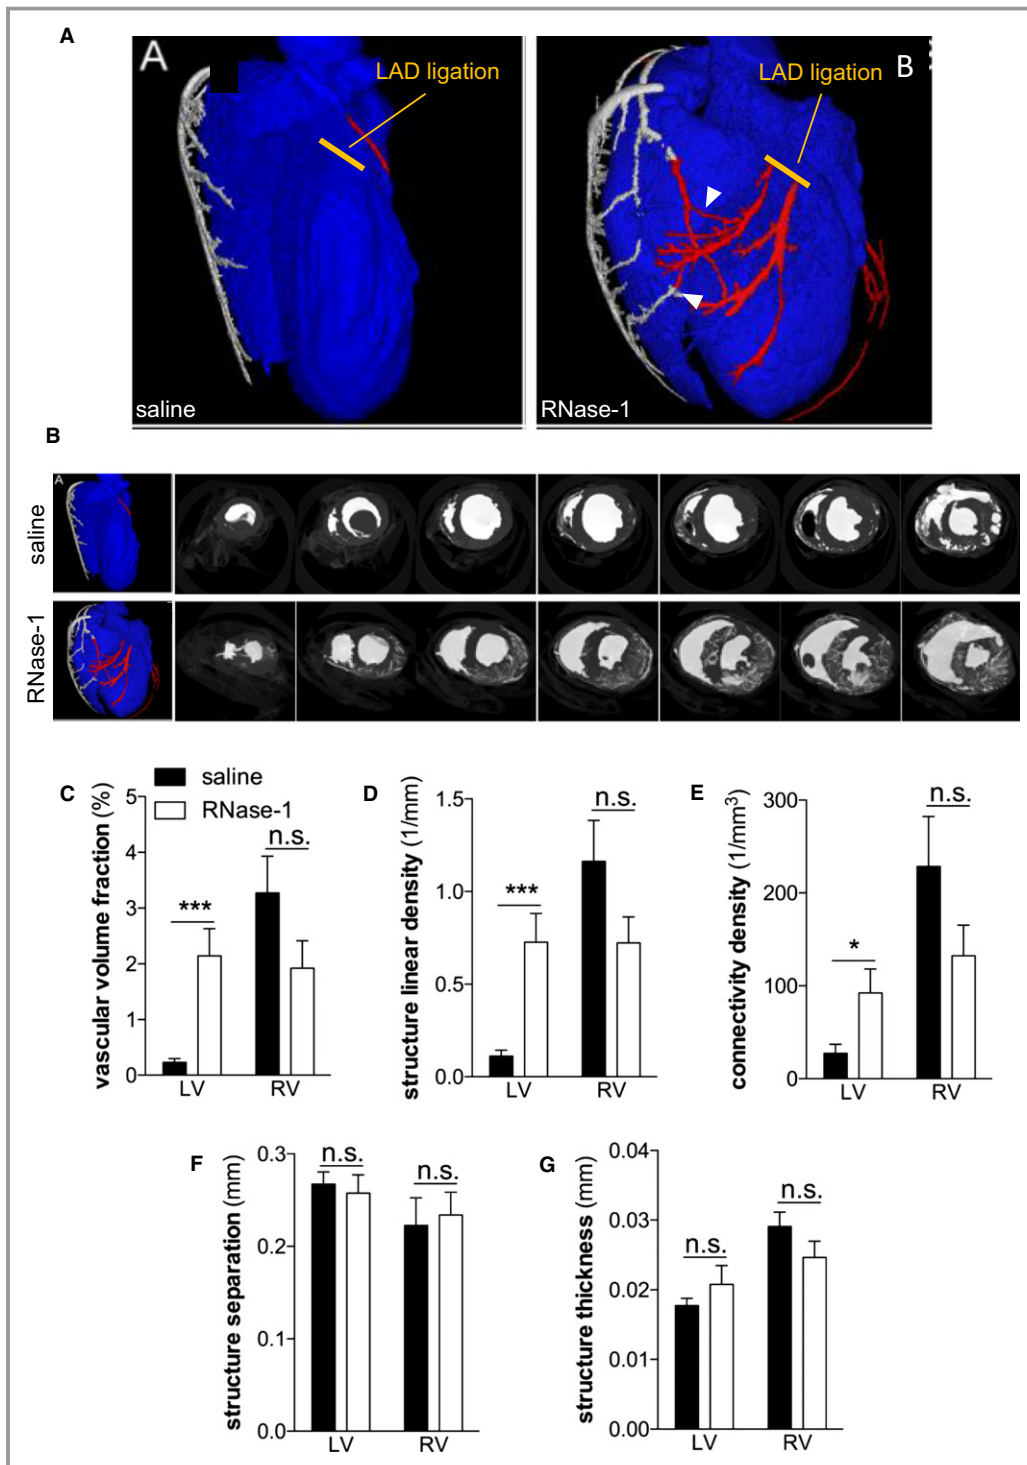 A
A
LAD ligation
saline
LAD ligation
B
RNase-1
B
A
saline
RNase-1
C
saline
RNase-1
vascular volume fraction (%)
5
4
3
2
1
0
***
n.s.
LV
RV
D
structure linear density (1/mm)
1.5
1.0
0.5
0.0
***
n.s.
LV
RV
E
connectivity density (1/mm³)
300
200
100
0
*
n.s.
LV
RV
F
structure separation (mm)
0.3
0.2
0.1
0.0
n.s.
n.s.
LV
RV
G
structure thickness (mm)
0.04
0.03
0.02
0.01
0.00
n.s.
n.s.
LV
RV